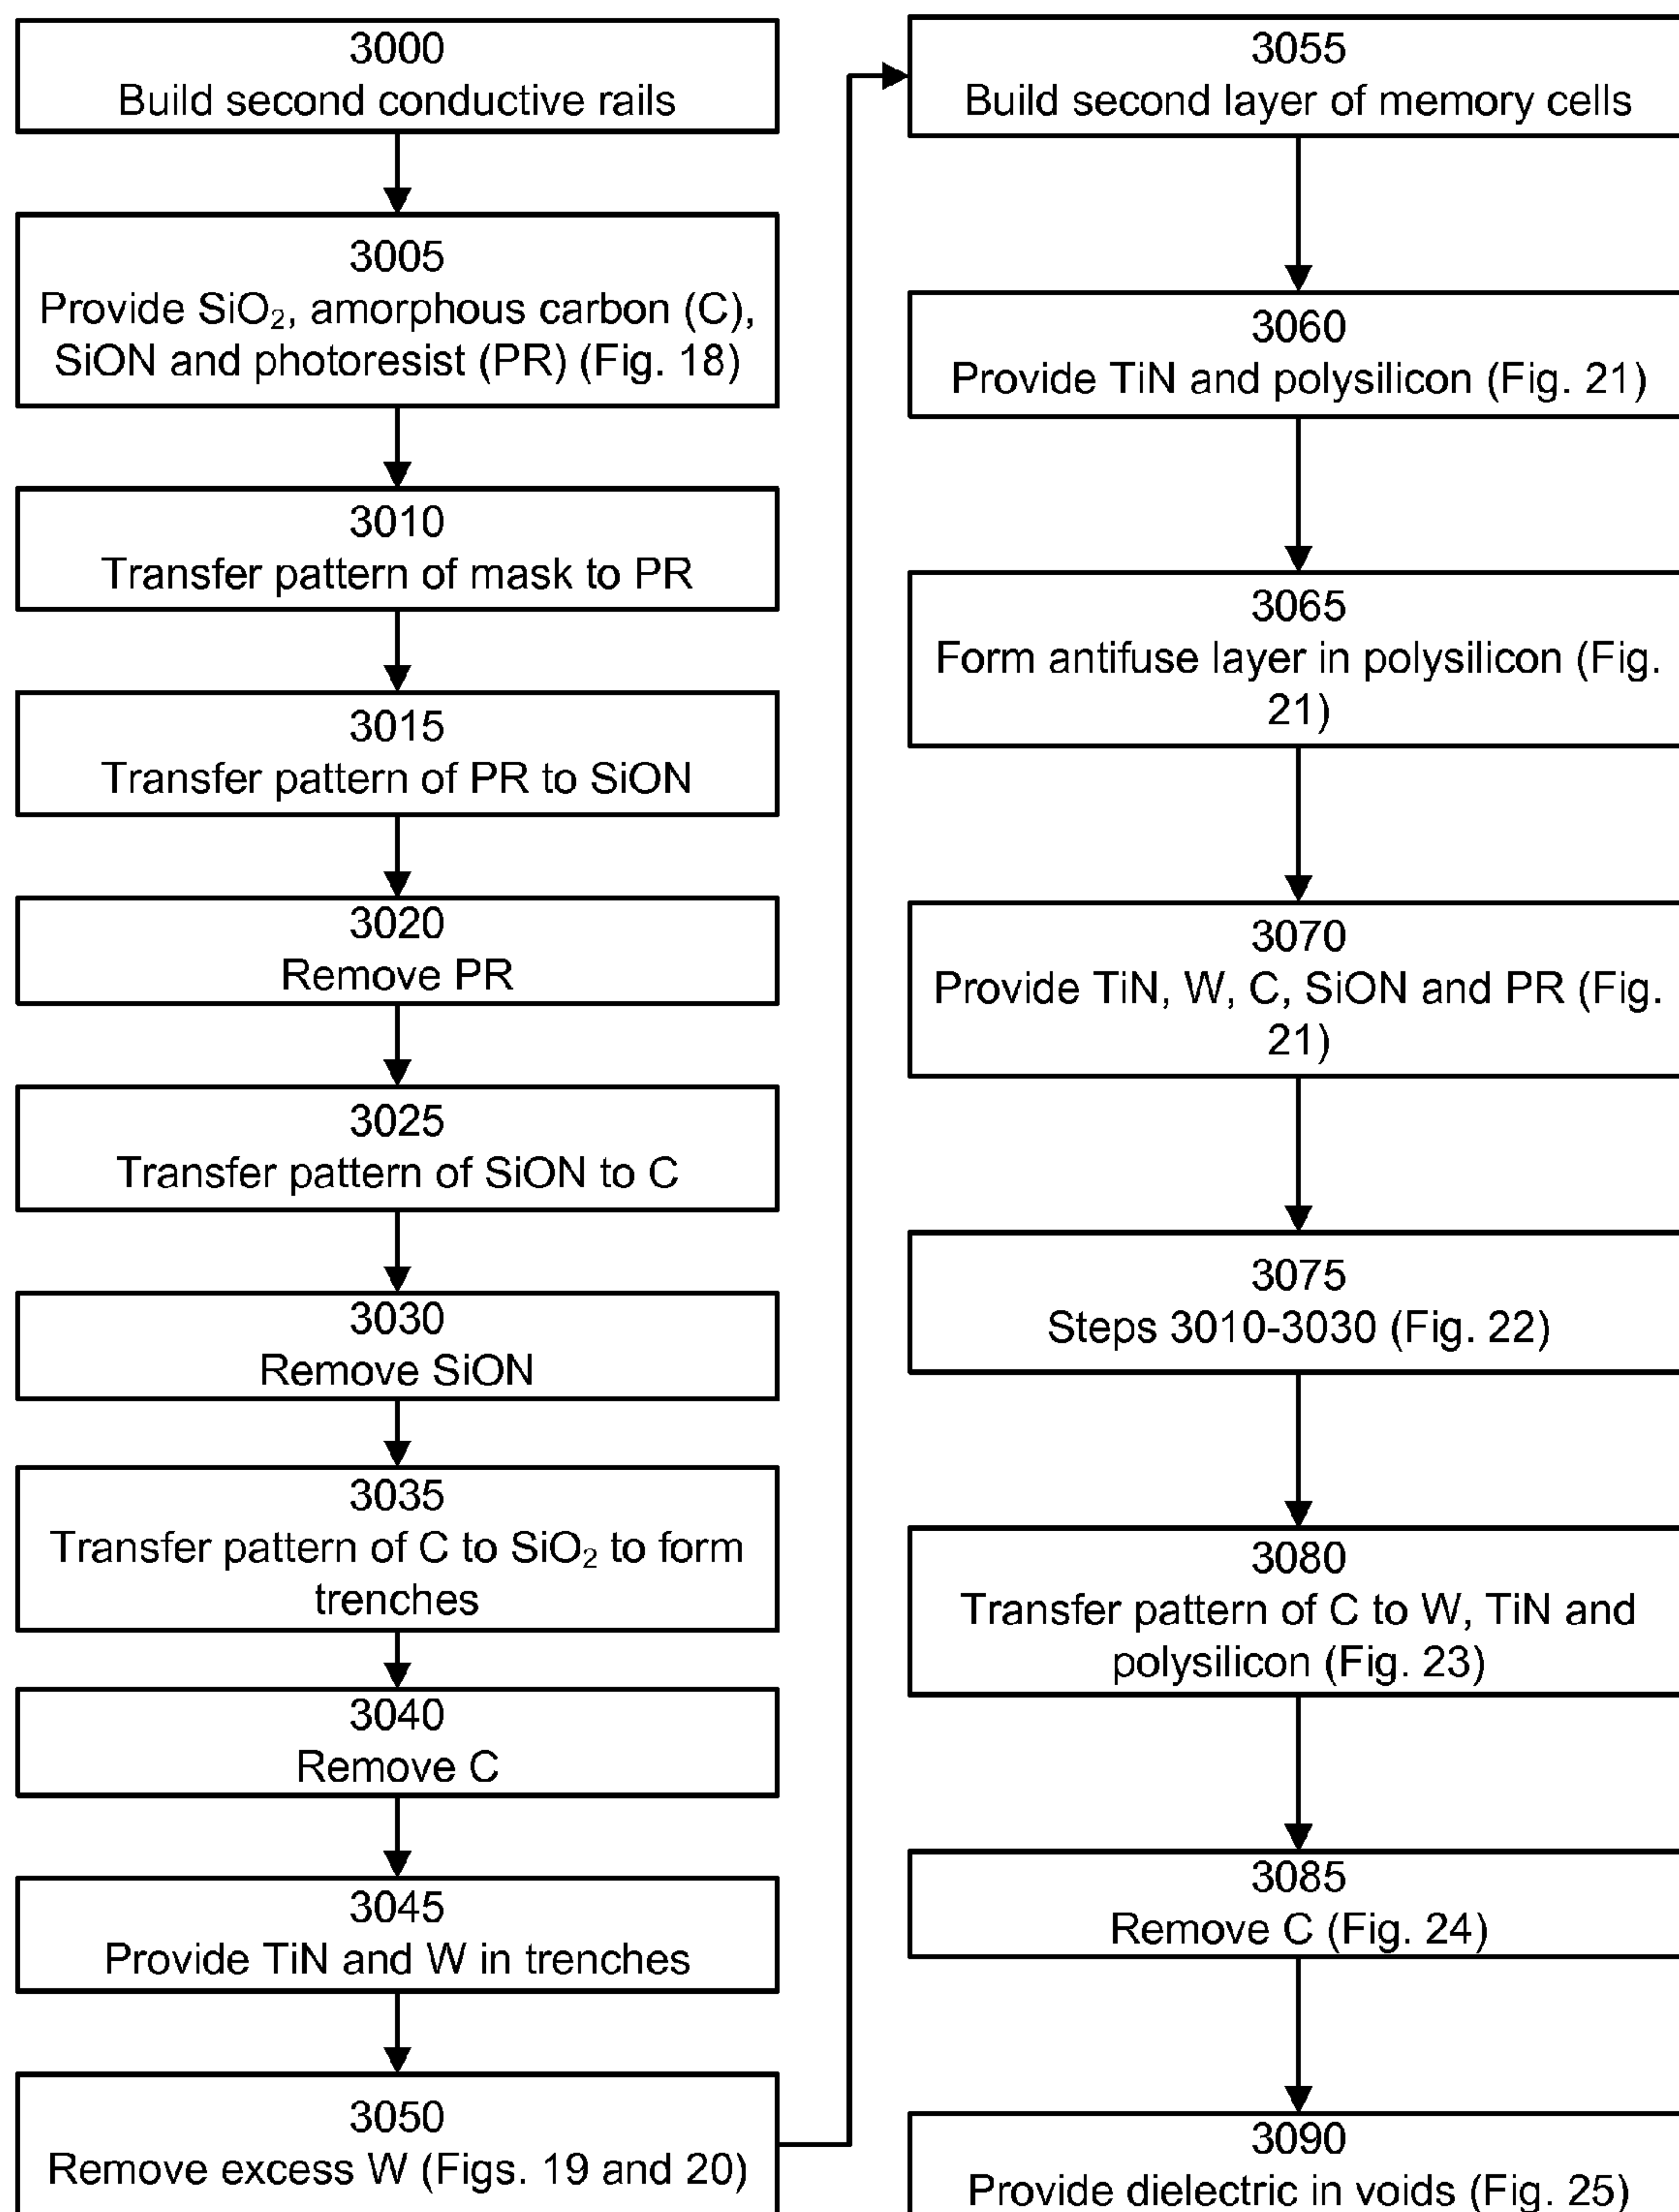 3000
Build second conductive rails
3005
Provide SiO₂, amorphous carbon (C),
SiON and photoresist (PR) (Fig. 18)
3010
Transfer pattern of mask to PR
3015
Transfer pattern of PR to SiON
3020
Remove PR
3025
Transfer pattern of SiON to C
3030
Remove SiON
3035
Transfer pattern of C to SiO₂ to form
trenches
3040
Remove C
3045
Provide TiN and W in trenches
3050
Remove excess W (Figs. 19 and 20)
3055
Build second layer of memory cells
3060
Provide TiN and polysilicon (Fig. 21)
3065
Form antifuse layer in polysilicon (Fig.
21)
3070
Provide TiN, W, C, SiON and PR (Fig.
21)
3075
Steps 3010-3030 (Fig. 22)
3080
Transfer pattern of C to W, TiN and
polysilicon (Fig. 23)
3085
Remove C (Fig. 24)
3090
Provide dielectric in voids (Fig. 25)